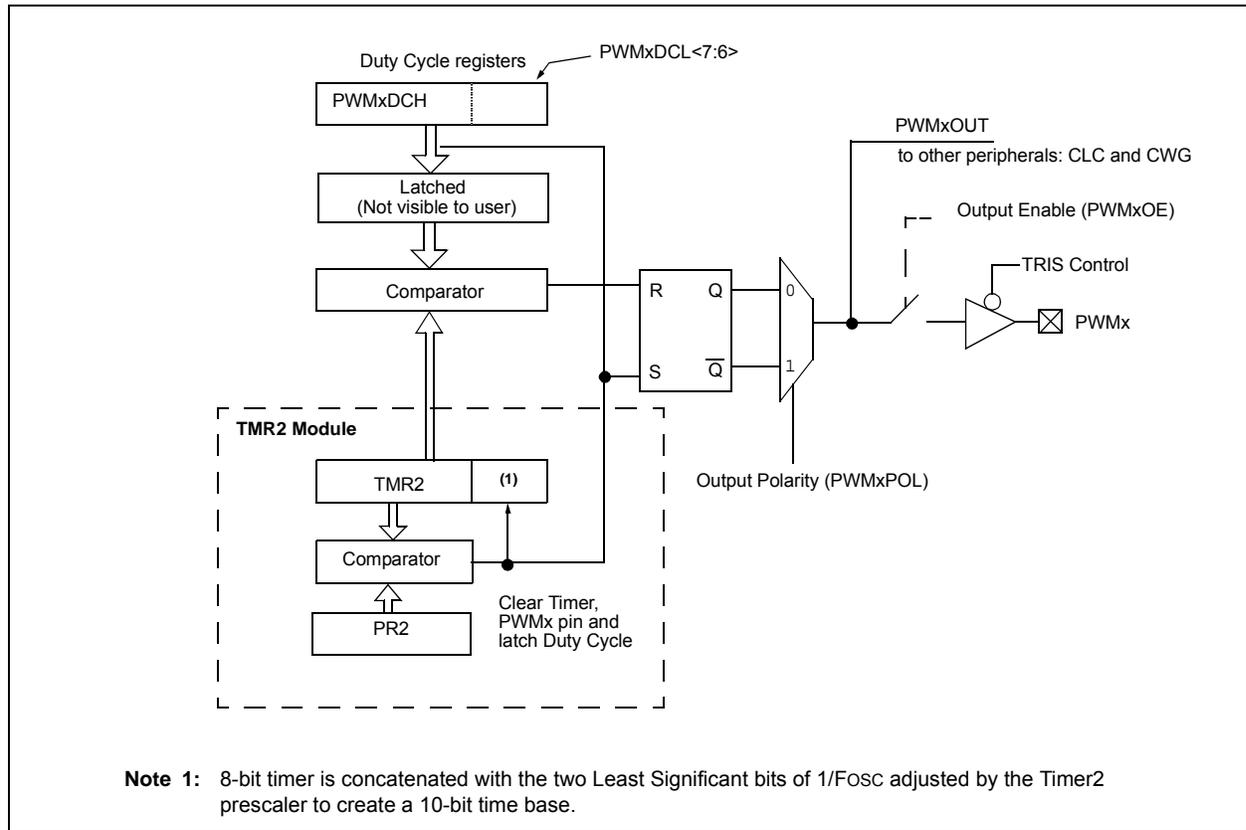 Duty Cycle registers
PWMxDCL<7:6>
PWMxDCH
Latched
(Not visible to user)
Comparator
R
Q
S
Q̅
0
1
PWMxOUT
to other peripherals: CLC and CWG
Output Enable (PWMxOE)
TRIS Control
PWMx
Output Polarity (PWMxPOL)
TMR2 Module
TMR2
(1)
Comparator
PR2
Clear Timer,
PWMx pin and
latch Duty Cycle
Note 1: 8-bit timer is concatenated with the two Least Significant bits of 1/FOSC adjusted by the Timer2
prescaler to create a 10-bit time base.